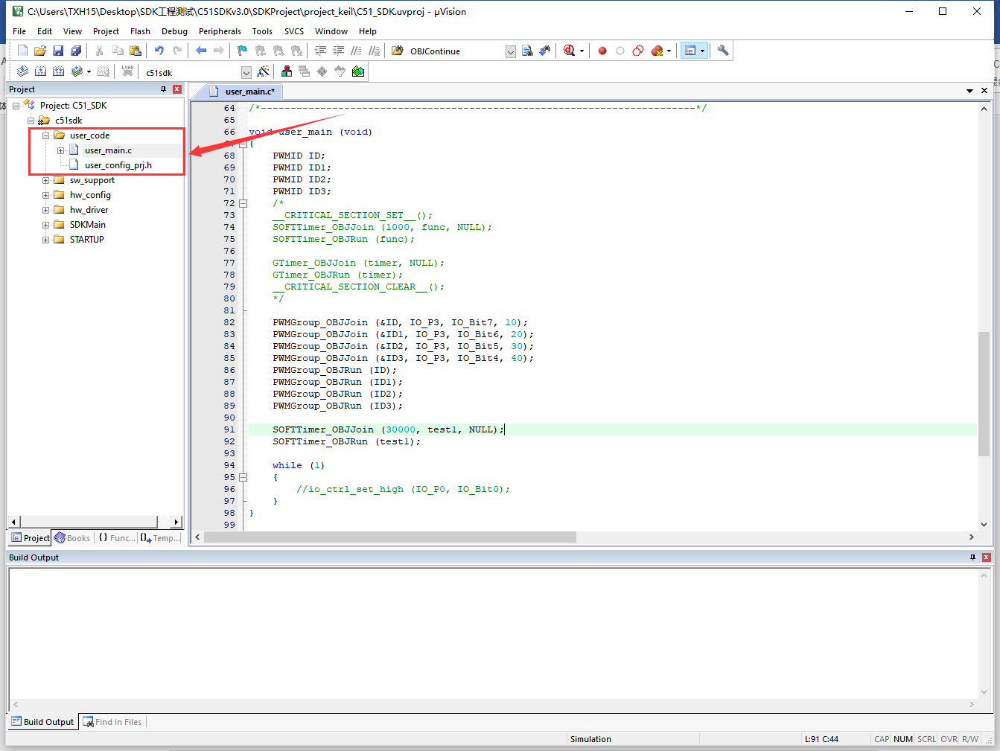 C:\Users\TXH15\Desktop\SDK工程测试\C51SDKv3.0\SDKProject\project_keil\C51_SDK.uvproj - µVision
File Edit View Project Flash Debug Peripherals Tools SVCS Window Help
OBJContinue
LOAD c51sdk
Project
user_main.c*
Project: C51_SDK
c51sdk
user_code
user_main.c
user_config_prj.h
sw_support
hw_config
hw_driver
SDKMain
STARTUP
64 /*-------------------------------------------------------------------------*/
65
66 void user_main (void)
{
68 PWMID ID;
69 PWMID ID1;
70 PWMID ID2;
71 PWMID ID3;
72 /*
73 __CRITICAL_SECTION_SET__();
74 SOFTTimer_OBJJoin (1000, func, NULL);
75 SOFTTimer_OBJRun (func);
76
77 GTimer_OBJJoin (timer, NULL);
78 GTimer_OBJRun (timer);
79 __CRITICAL_SECTION_CLEAR__();
80 */
81
82 PWMGroup_OBJJoin (&ID, IO_P3, IO_Bit7, 10);
83 PWMGroup_OBJJoin (&ID1, IO_P3, IO_Bit6, 20);
84 PWMGroup_OBJJoin (&ID2, IO_P3, IO_Bit5, 30);
85 PWMGroup_OBJJoin (&ID3, IO_P3, IO_Bit4, 40);
86 PWMGroup_OBJRun (ID);
87 PWMGroup_OBJRun (ID1);
88 PWMGroup_OBJRun (ID2);
89 PWMGroup_OBJRun (ID3);
90
91 SOFTTimer_OBJJoin (30000, test1, NULL);
92 SOFTTimer_OBJRun (test1);
93
94 while (1)
95 {
96 //io_ctrl_set_high (IO_P0, IO_Bit0);
97 }
98 }
99
Project Books {} Func... {} Temp...
Build Output
Build Output Find In Files
Simulation L:91 C:44 CAP NUM SCRL OVR R/W